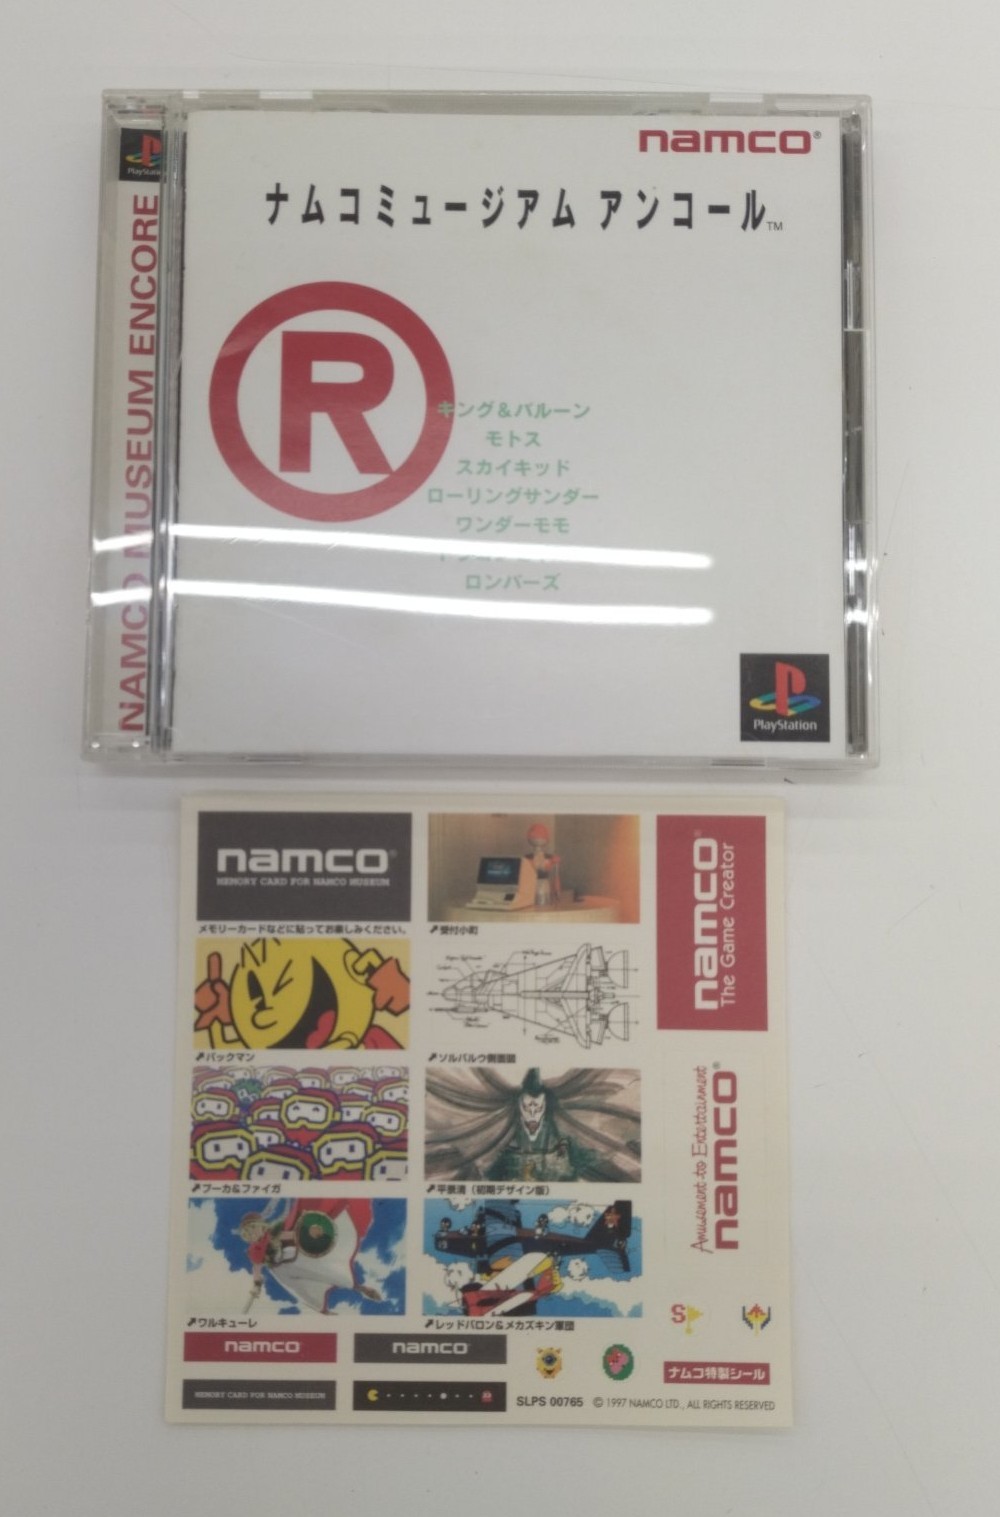 PlayStation
NAMCO MUSEUM ENCORE
namco®
ナムコミュージアム アンコール™
R
キング&バルーン
モトス
スカイキッド
ローリングサンダー
ワンダーモモ
ロンパーズ
PlayStation
namco®
MEMORY CARD FOR NAMCO MUSEUM
メモリーカードなどに貼ってお楽しみください。
受付小町
namco®
The Game Creator
パックマン
ソルバルウ側面図
プーカ&ファイガ
平景清（初期デザイン版）
Amusement to Entertainment
namco®
ワルキューレ
レッドバロン&メカズキン軍団
S
namco
namco
MEMORY CARD FOR NAMCO MUSEUM
ナムコ特製シール
SLPS 00765 © 1997 NAMCO LTD., ALL RIGHTS RESERVED